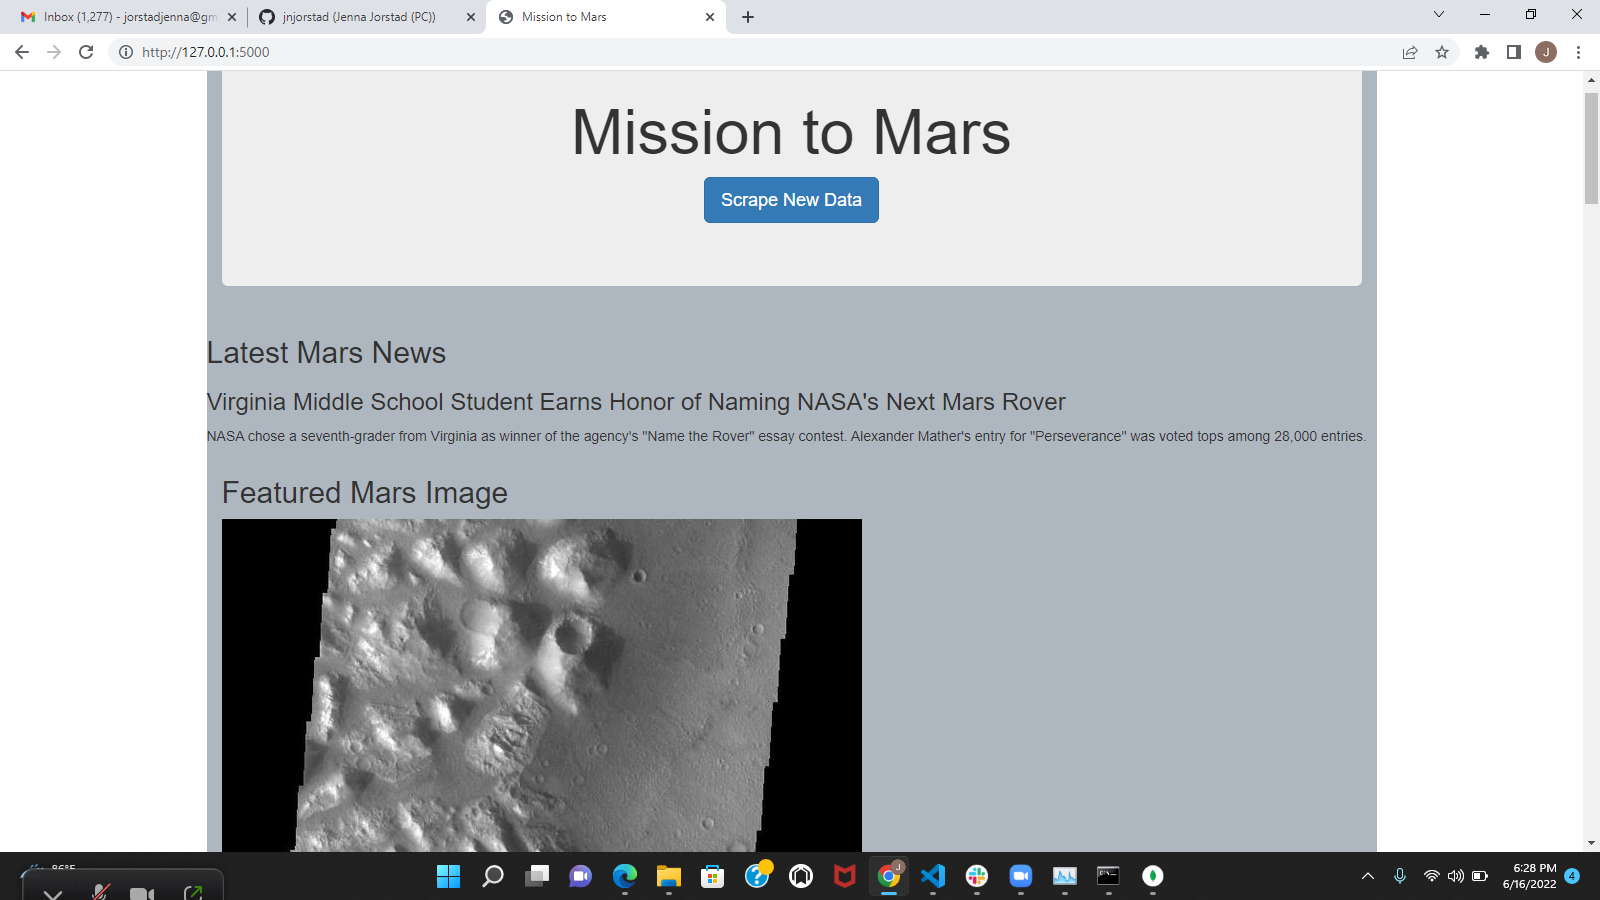 Inbox (1,277) - jorstadjenna@gm
jnjorstad (Jenna Jorstad (PC))
Mission to Mars
http://127.0.0.1:5000
J
Mission to Mars
Scrape New Data
Latest Mars News
Virginia Middle School Student Earns Honor of Naming NASA's Next Mars Rover
NASA chose a seventh-grader from Virginia as winner of the agency's "Name the Rover" essay contest. Alexander Mather's entry for "Perseverance" was voted tops among 28,000 entries.
Featured Mars Image
86°F
J
6:28 PM
6/16/2022
4